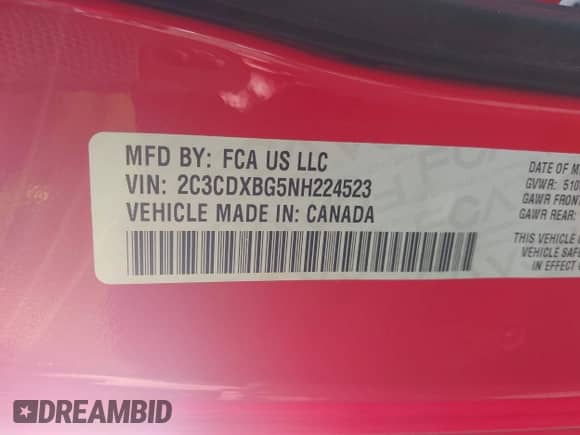 MFD BY: FCA US LLC
VIN: 2C3CDXBG5NH224523
VEHICLE MADE IN: CANADA
DATE OF M
GVWR: 510
GAWR FRONT
GAWR REAR:
THIS VEHICLE
VEHICLE SAFE
IN EFFECT
DREAMBID